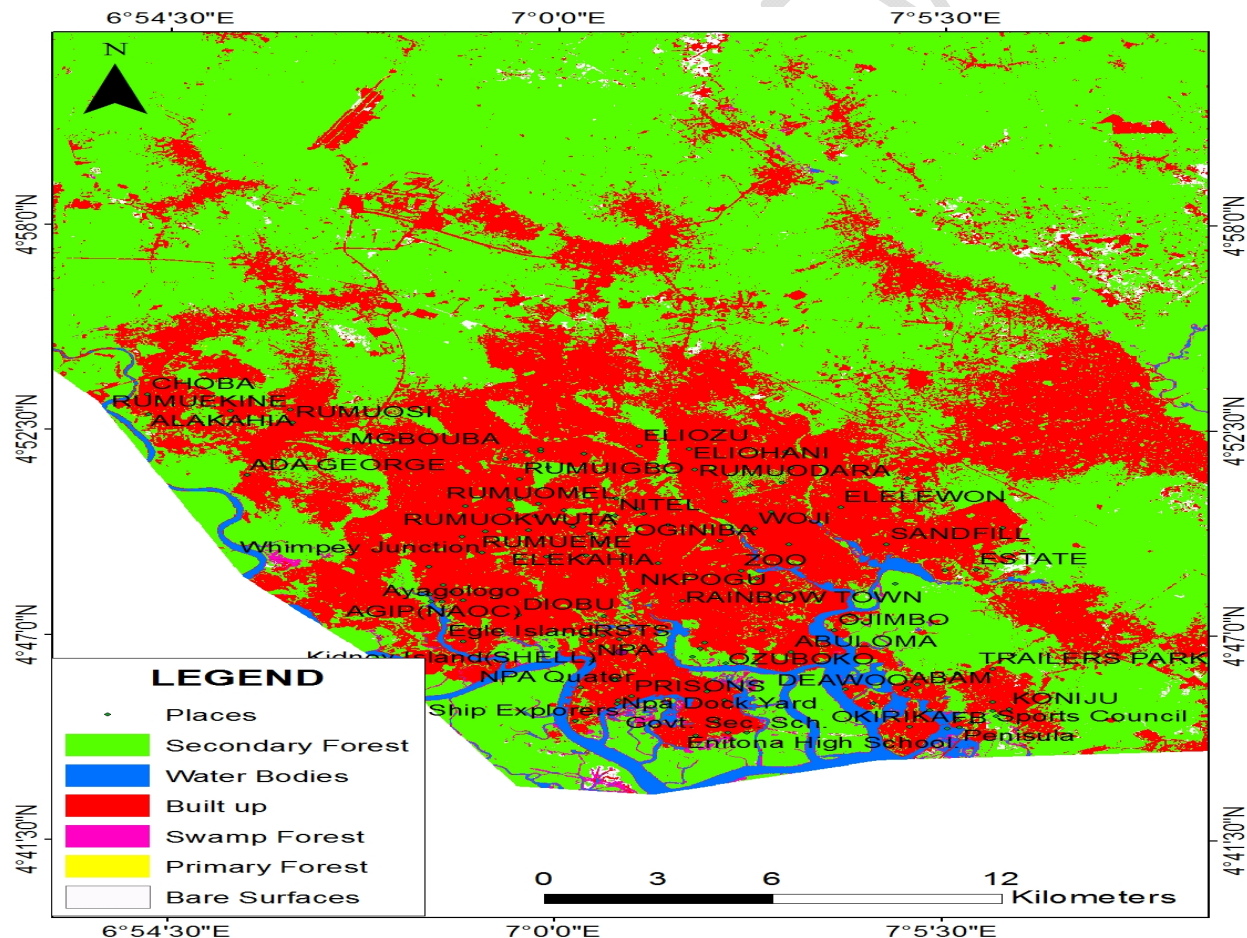 6°54'30"E 7°0'0"E 7°5'30"E
N
4°58'0"N 4°58'0"N
CHOBA
RUMUEKINE
ALAKAHIA RUMUOSI
4°52'30"N 4°52'30"N
MGBOUBA ELIOZU
ELIOHANI
ADA GEORGE RUMUIGBO RUMUODARA
RUMUOMEL NITEL ELELEWON
RUMUOKWUTA OGINIBA WOJI
SANDFILL
Whimpey Junction RUMUEME
ELEKAHIA ZOO ESTATE
NKPOGU
Ayagologo RAINBOW TOWN
AGIP(NAOC) DIOBU
OJIMBO
4°47'0"N 4°47'0"N
Egle Island RSTS ABULOMA
NPA
Kidney Island(SHELL) OZUBOKO TRAILERS PARK
NPA Quater PRISONS DEAWOO ABAM
KONIJU
Ship Explorers Npa Dock Yard
Govt. Sec. Sch. OKIRIKA FB Sports Council
Enitona High School Penisula
LEGEND
Places
Secondary Forest
Water Bodies
Built up
Swamp Forest
Primary Forest
Bare Surfaces
4°41'30"N 4°41'30"N
0 3 6 12
Kilometers
6°54'30"E 7°0'0"E 7°5'30"E